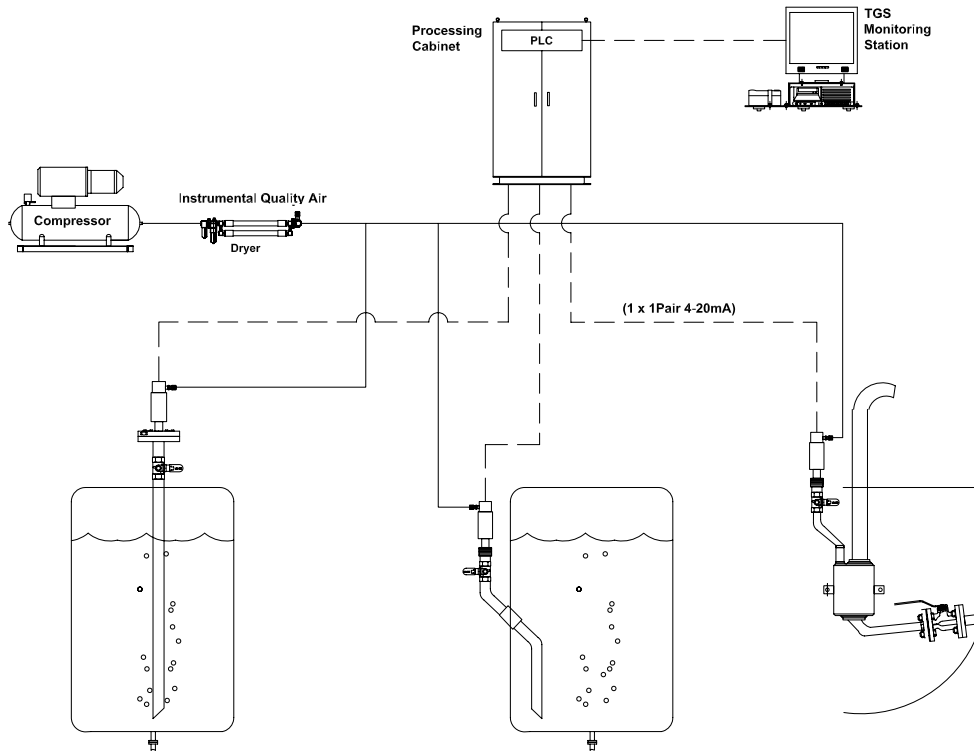 Processing
Cabinet
PLC
TGS
Monitoring
Station
Instrumental Quality Air
Compressor
Dryer
(1 x 1Pair 4-20mA)